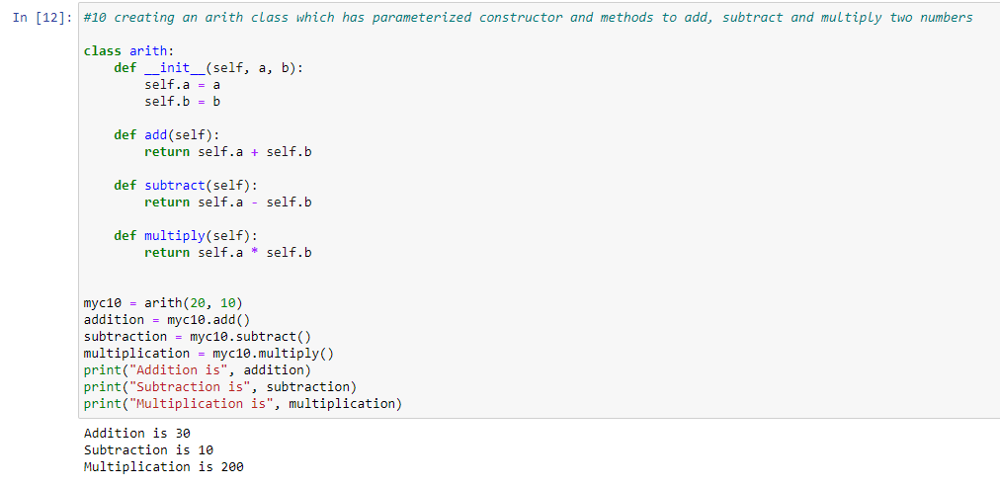 In [12]: #10 creating an arith class which has parameterized constructor and methods to add, subtract and multiply two numbers
class arith:
    def __init__(self, a, b):
        self.a = a
        self.b = b
    def add(self):
        return self.a + self.b
    def subtract(self):
        return self.a - self.b
    def multiply(self):
        return self.a * self.b
myc10 = arith(20, 10)
addition = myc10.add()
subtraction = myc10.subtract()
multiplication = myc10.multiply()
print("Addition is", addition)
print("Subtraction is", subtraction)
print("Multiplication is", multiplication)
Addition is 30
Subtraction is 10
Multiplication is 200